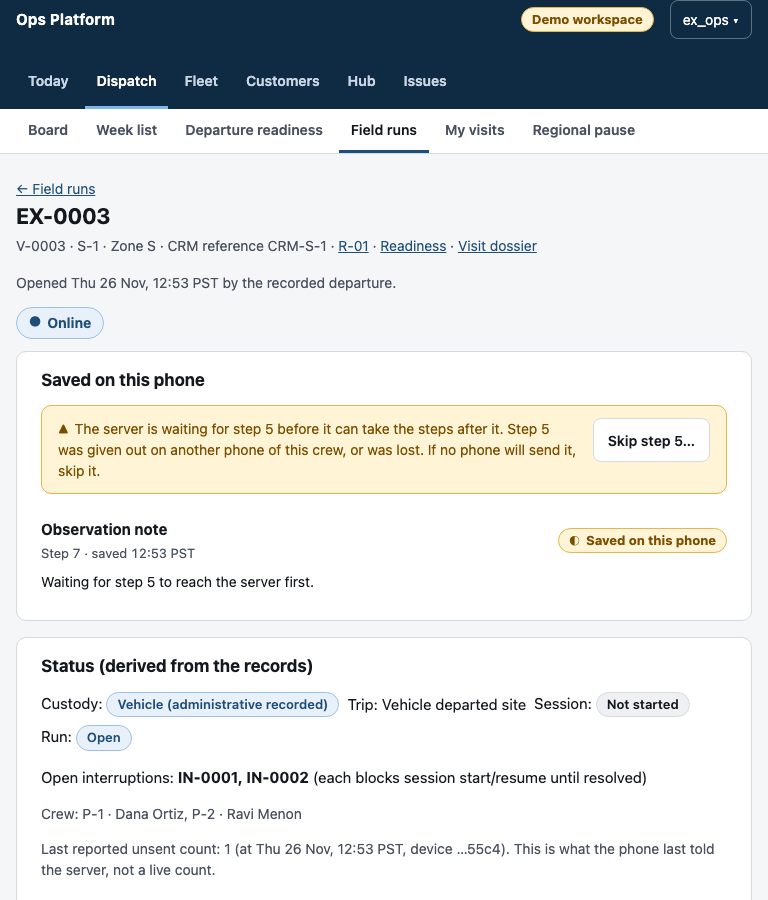 Ops Platform
Demo workspace
ex_ops ▾
Today Dispatch Fleet Customers Hub Issues
Board Week list Departure readiness Field runs My visits Regional pause
← Field runs
EX-0003
V-0003 · S-1 · Zone S · CRM reference CRM-S-1 · R-01 · Readiness · Visit dossier
Opened Thu 26 Nov, 12:53 PST by the recorded departure.
● Online
Saved on this phone
▲ The server is waiting for step 5 before it can take the steps after it. Step 5
was given out on another phone of this crew, or was lost. If no phone will send it,
skip it.
Skip step 5...
Observation note
Step 7 · saved 12:53 PST
◐ Saved on this phone
Waiting for step 5 to reach the server first.
Status (derived from the records)
Custody: Vehicle (administrative recorded) Trip: Vehicle departed site Session: Not started
Run: Open
Open interruptions: IN-0001, IN-0002 (each blocks session start/resume until resolved)
Crew: P-1 · Dana Ortiz, P-2 · Ravi Menon
Last reported unsent count: 1 (at Thu 26 Nov, 12:53 PST, device …55c4). This is what the phone last told
the server, not a live count.